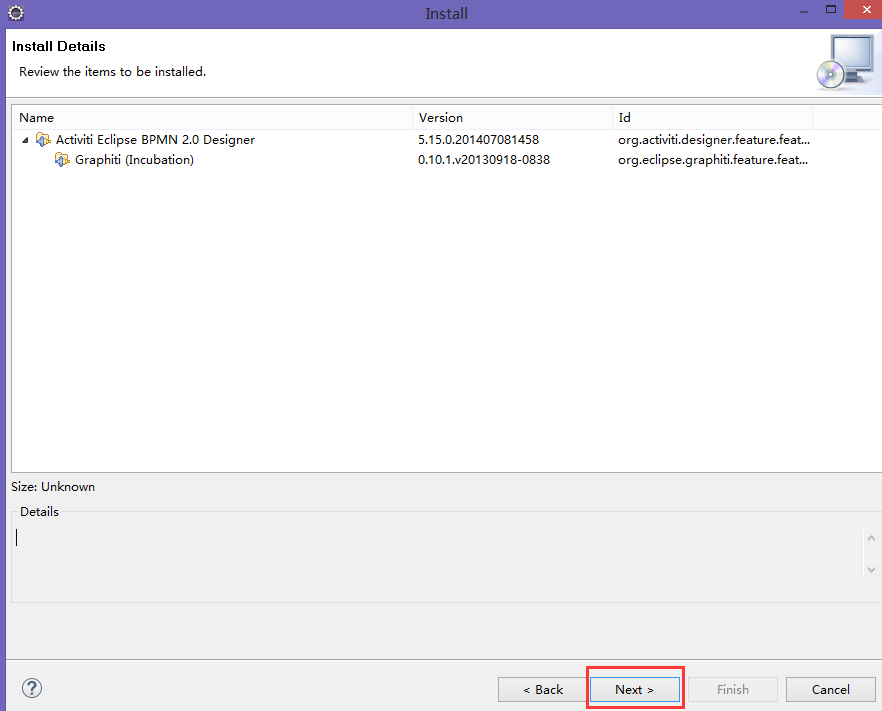 Install
Install Details
Review the items to be installed.
Name Version Id
Activiti Eclipse BPMN 2.0 Designer 5.15.0.201407081458 org.activiti.designer.feature.feat...
Graphiti (Incubation) 0.10.1.v20130918-0838 org.eclipse.graphiti.feature.feat...
Size: Unknown
Details
< Back Next > Finish Cancel